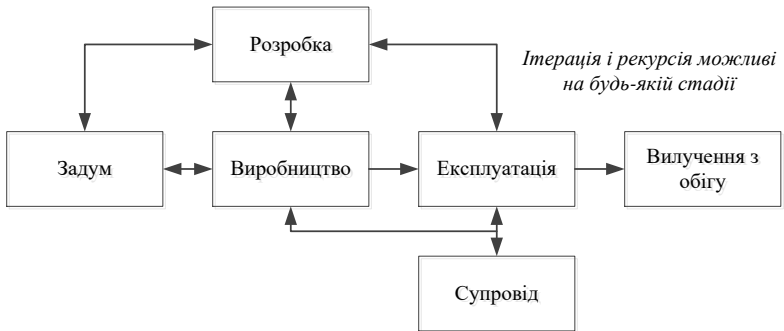 Розробка
Ітерація і рекурсія можливі
на будь-якій стадії
Задум
Виробництво
Експлуатація
Вилучення з
обігу
Супровід